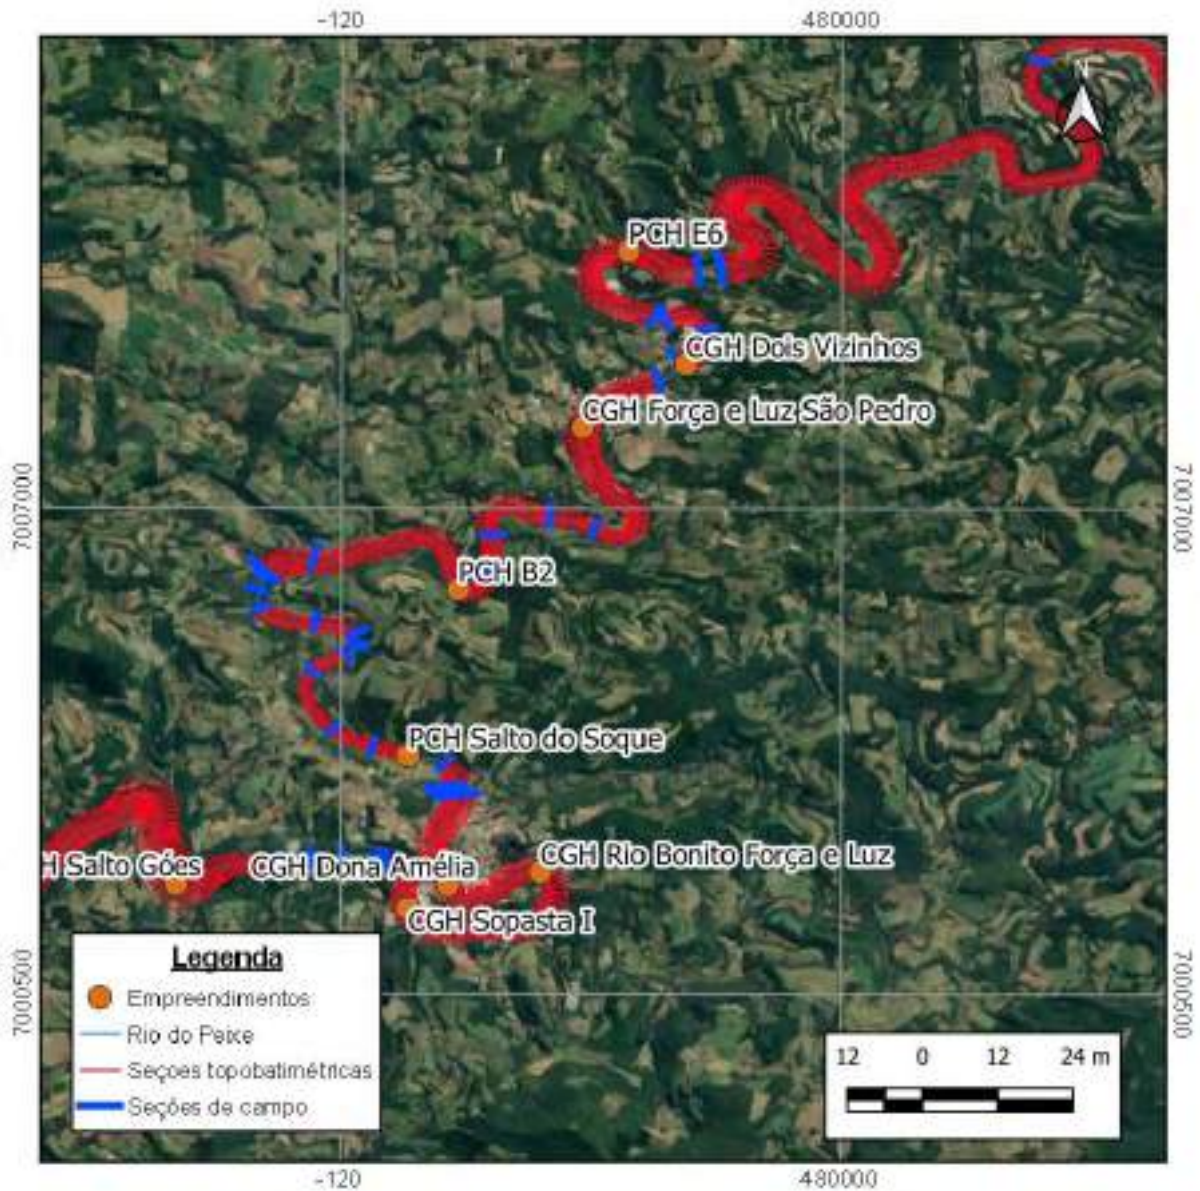 -120 480000
N
PCH E6
CGH Dois Vizinhos
CGH Força e Luz São Pedro
7007000 7007000
PCH B2
PCH Salto do Soque
H Salto Góes CGH Dona Amélia CGH Rio Bonito Força e Luz
CGH Sopasta I
7000500 7000500
Legenda
Empreendimentos
Rio do Peixe
Seçoes topobatimétricas
Seções de campo
12 0 12 24 m
-120 480000